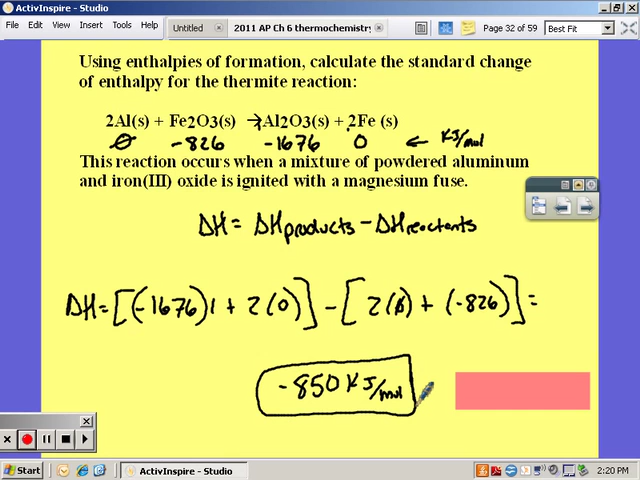 ActivInspire - Studio
File Edit View Insert Format Tools Help
Untitled
2011 AP Ch 6 thermochemistry
Page 32 of 59
Best Fit
Using enthalpies of formation, calculate the standard change
of enthalpy for the thermite reaction:
2Al(s) + Fe2O3(s) → Al2O3(s) + 2Fe (s)
0 -826 -1676 0 ← KJ/mol
This reaction occurs when a mixture of powdered aluminum
and iron(III) oxide is ignited with a magnesium fuse.
ΔH = ΔHproducts - ΔHreactants
ΔH = [(-1676)1 + 2(0)] - [2(0) + (-826)] =
-850 KJ/mol
Start
ActivInspire - Studio
2:20 PM